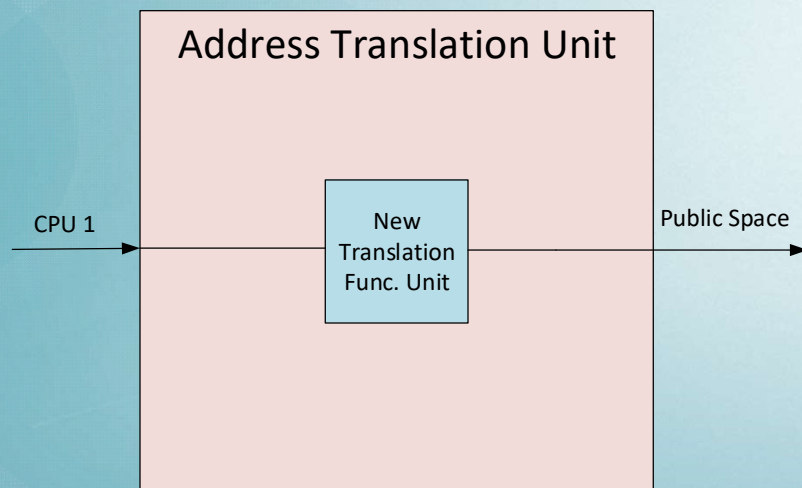 Address Translation Unit
CPU 1
New
Translation
Func. Unit
Public Space